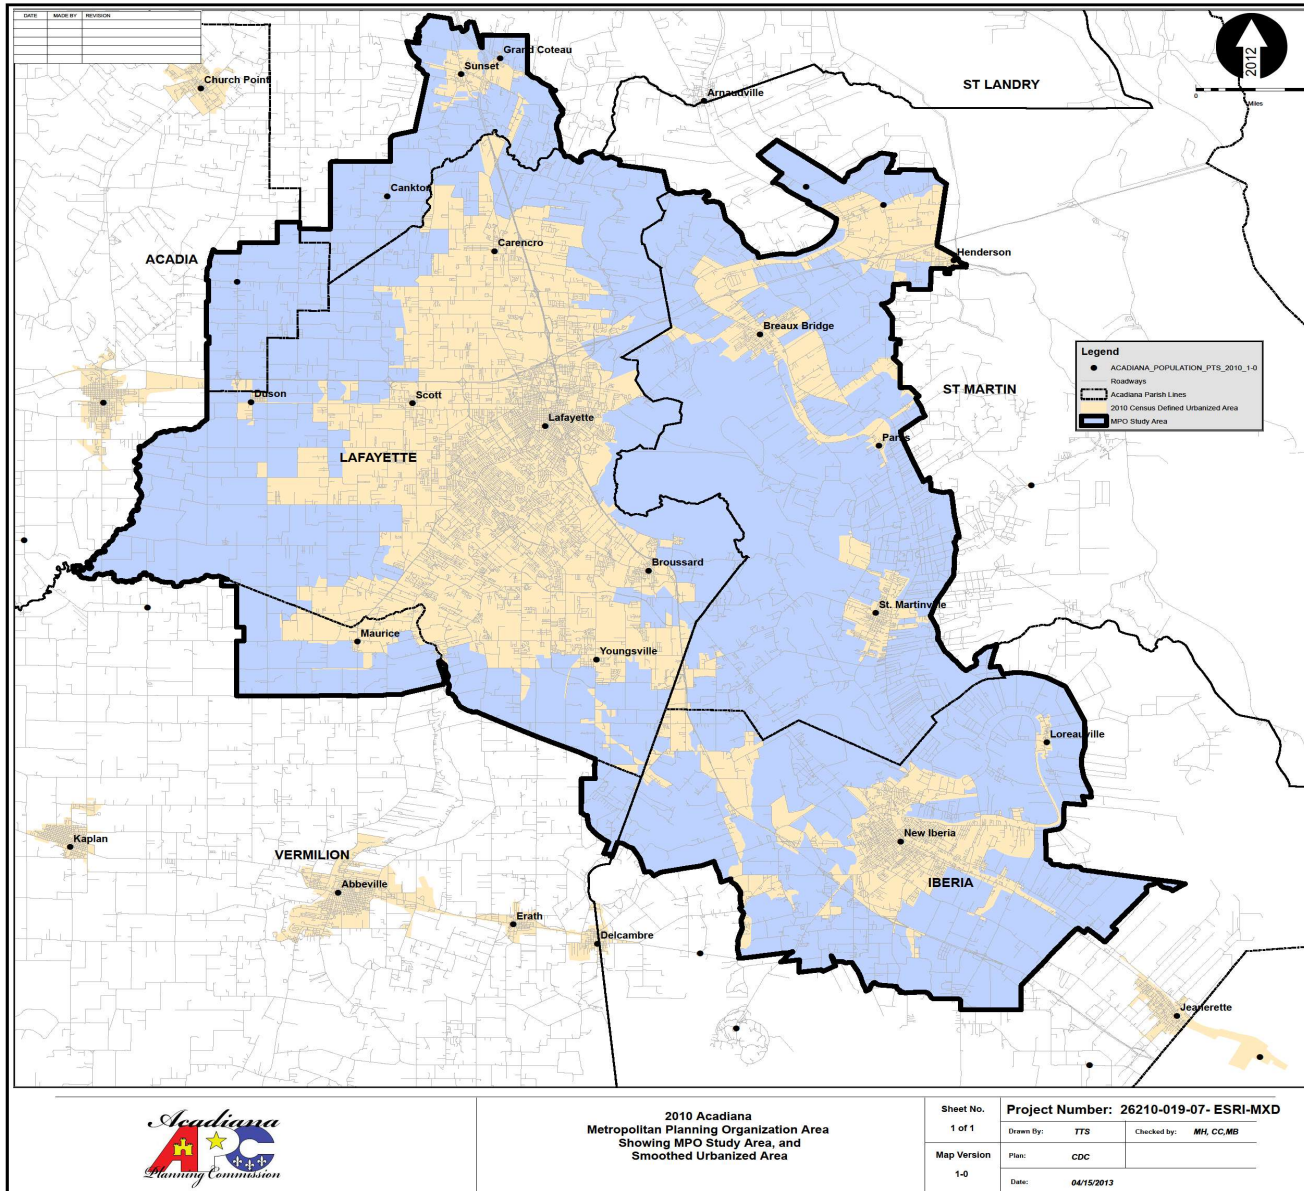 DATE MADE BY REVISION
2012
0
Miles
Grand Coteau
Sunset
Church Point
Arnaudville
ST LANDRY
Cankton
Carencro
Henderson
ACADIA
Breaux Bridge
Legend
ACADIANA_POPULATION_PTS_2010_1-0
Roadways
Acadiana Parish Lines
2010 Census Defined Urbanized Area
MPO Study Area
ST MARTIN
Duson
Scott
Lafayette
Parks
LAFAYETTE
Broussard
St. Martinville
Maurice
Youngsville
Loreauville
Kaplan
New Iberia
VERMILION
IBERIA
Abbeville
Erath
Delcambre
Jeanerette
Acadiana
APC
Planning Commission
2010 Acadiana
Metropolitan Planning Organization Area
Showing MPO Study Area, and
Smoothed Urbanized Area
Sheet No.
1 of 1
Map Version
1-0
Project Number: 26210-019-07- ESRI-MXD
Drawn By: TTS Checked by: MH, CC,MB
Plan: CDC
Date: 04/15/2013